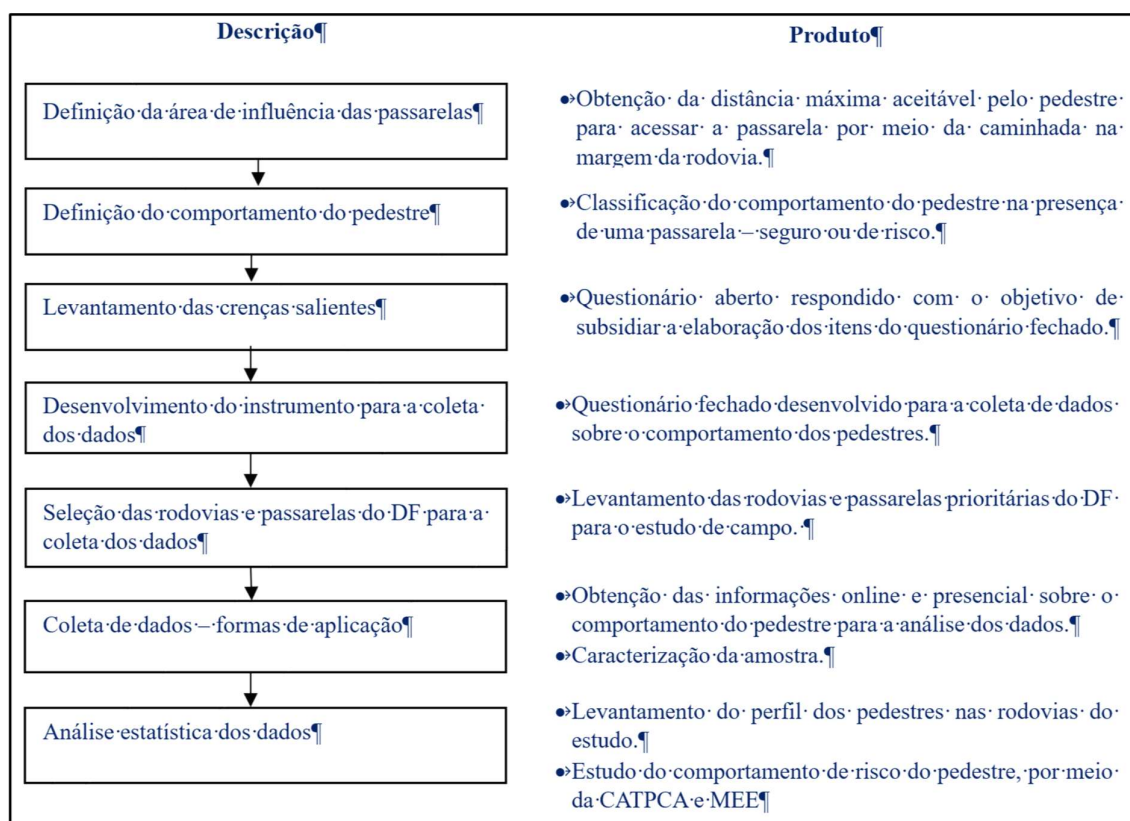 Descrição¶
Produto¶
Definição·da·área·de·influência·das·passarelas¶
Obtenção· da· distância· máxima· aceitável· pelo· pedestre·
para· acessar· a· passarela· por· meio· da· caminhada· na·
margem·da·rodovia.¶
Definição·do·comportamento·do·pedestre¶
Classificação·do·comportamento·do·pedestre·na·presença·
de·uma·passarela·–·seguro·ou·de·risco.¶
Levantamento·das·crenças·salientes¶
Questionário· aberto· respondido· com· o· objetivo· de·
subsidiar·a·elaboração·dos·itens·do·questionário·fechado.¶
Desenvolvimento·do·instrumento·para·a·coleta·
dos·dados¶
Questionário·fechado·desenvolvido·para·a·coleta·de·dados·
sobre·o·comportamento·dos·pedestres.¶
Seleção·das·rodovias·e·passarelas·do·DF·para·a·
coleta·dos·dados¶
Levantamento·das·rodovias·e·passarelas·prioritárias·do·DF·
para·o·estudo·de·campo.·¶
Coleta·de·dados·–·formas·de·aplicação¶
Obtenção· das· informações· online· e· presencial· sobre· o·
comportamento·do·pedestre·para·a·análise·dos·dados.¶
Caracterização·da·amostra.¶
Análise·estatística·dos·dados¶
Levantamento· do· perfil· dos· pedestres· nas· rodovias· do·
estudo.¶
Estudo·do·comportamento·de·risco·do·pedestre,·por·meio·
da·CATPCA·e·MEE¶